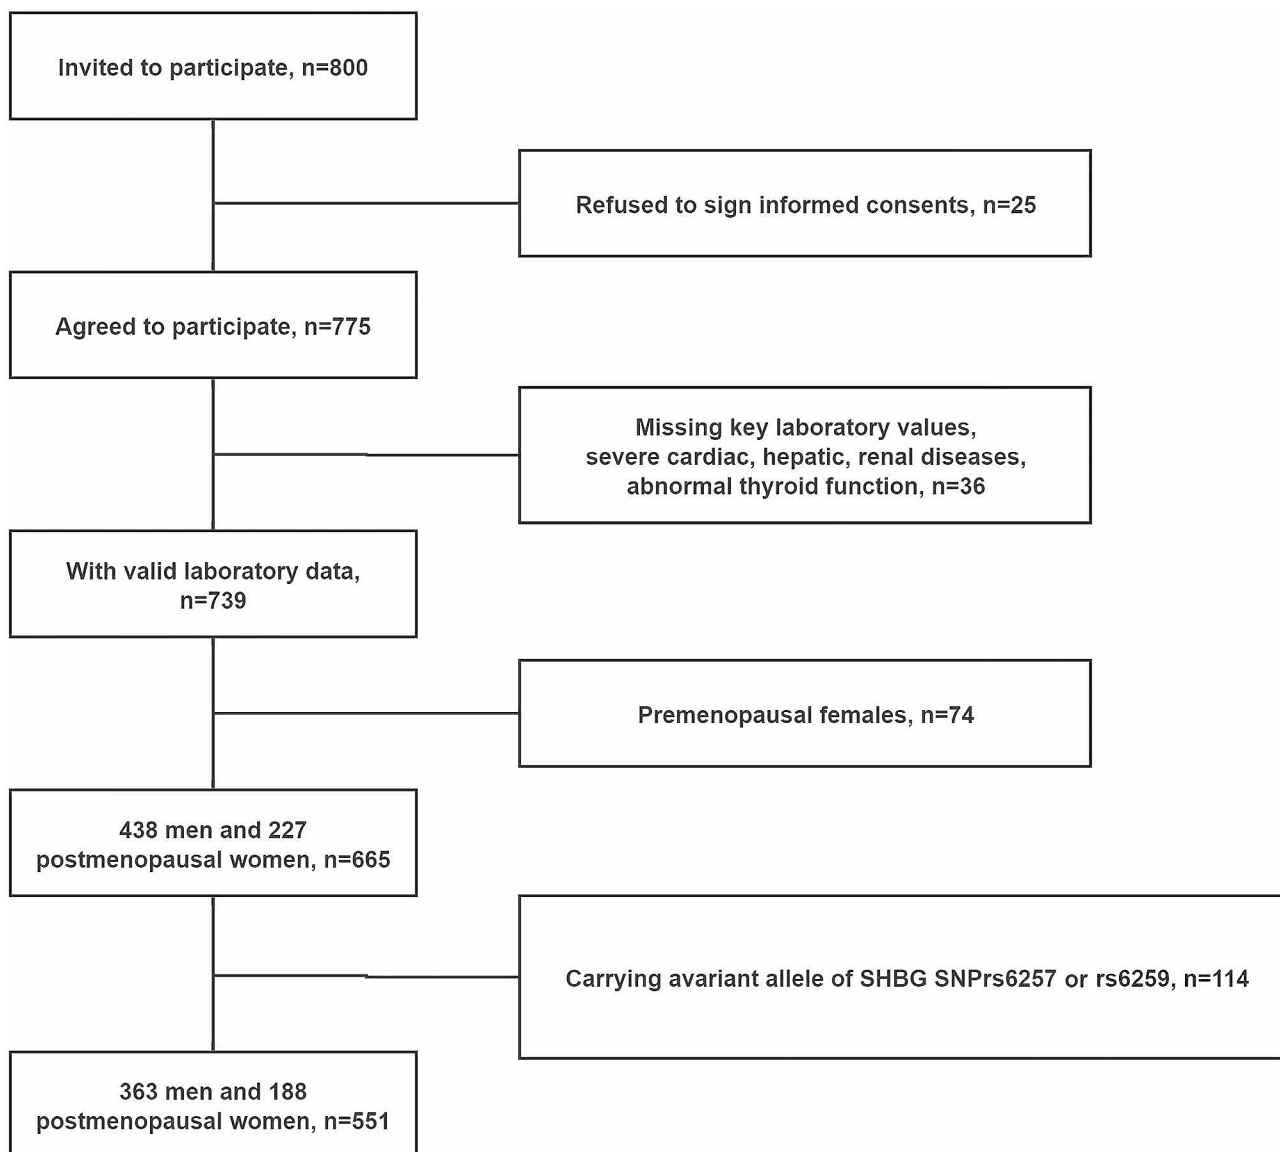 Invited to participate, n=800
Refused to sign informed consents, n=25
Agreed to participate, n=775
Missing key laboratory values,
severe cardiac, hepatic, renal diseases,
abnormal thyroid function, n=36
With valid laboratory data,
n=739
Premenopausal females, n=74
438 men and 227
postmenopausal women, n=665
Carrying avariant allele of SHBG SNPrs6257 or rs6259, n=114
363 men and 188
postmenopausal women, n=551